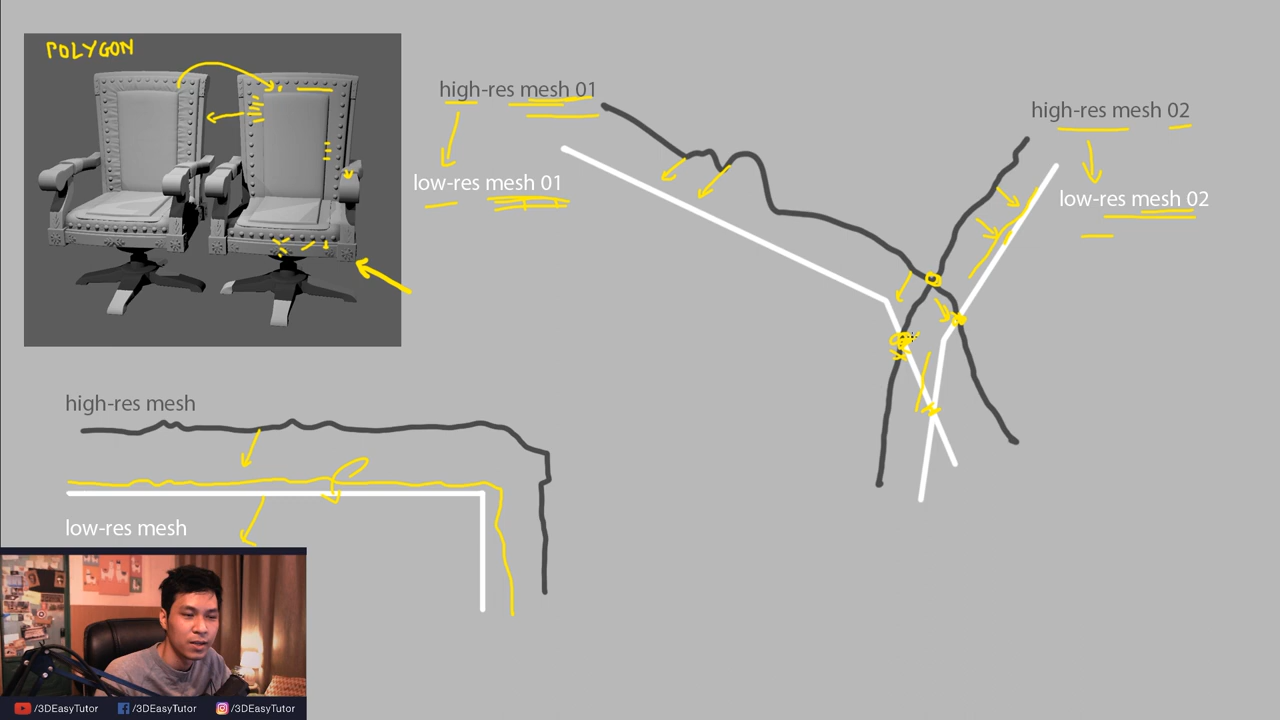 POLYGON
high-res mesh 01
low-res mesh 01
high-res mesh 02
low-res mesh 02
high-res mesh
low-res mesh
/3DEasyTutor
/3DEasyTutor
/3DEasyTutor